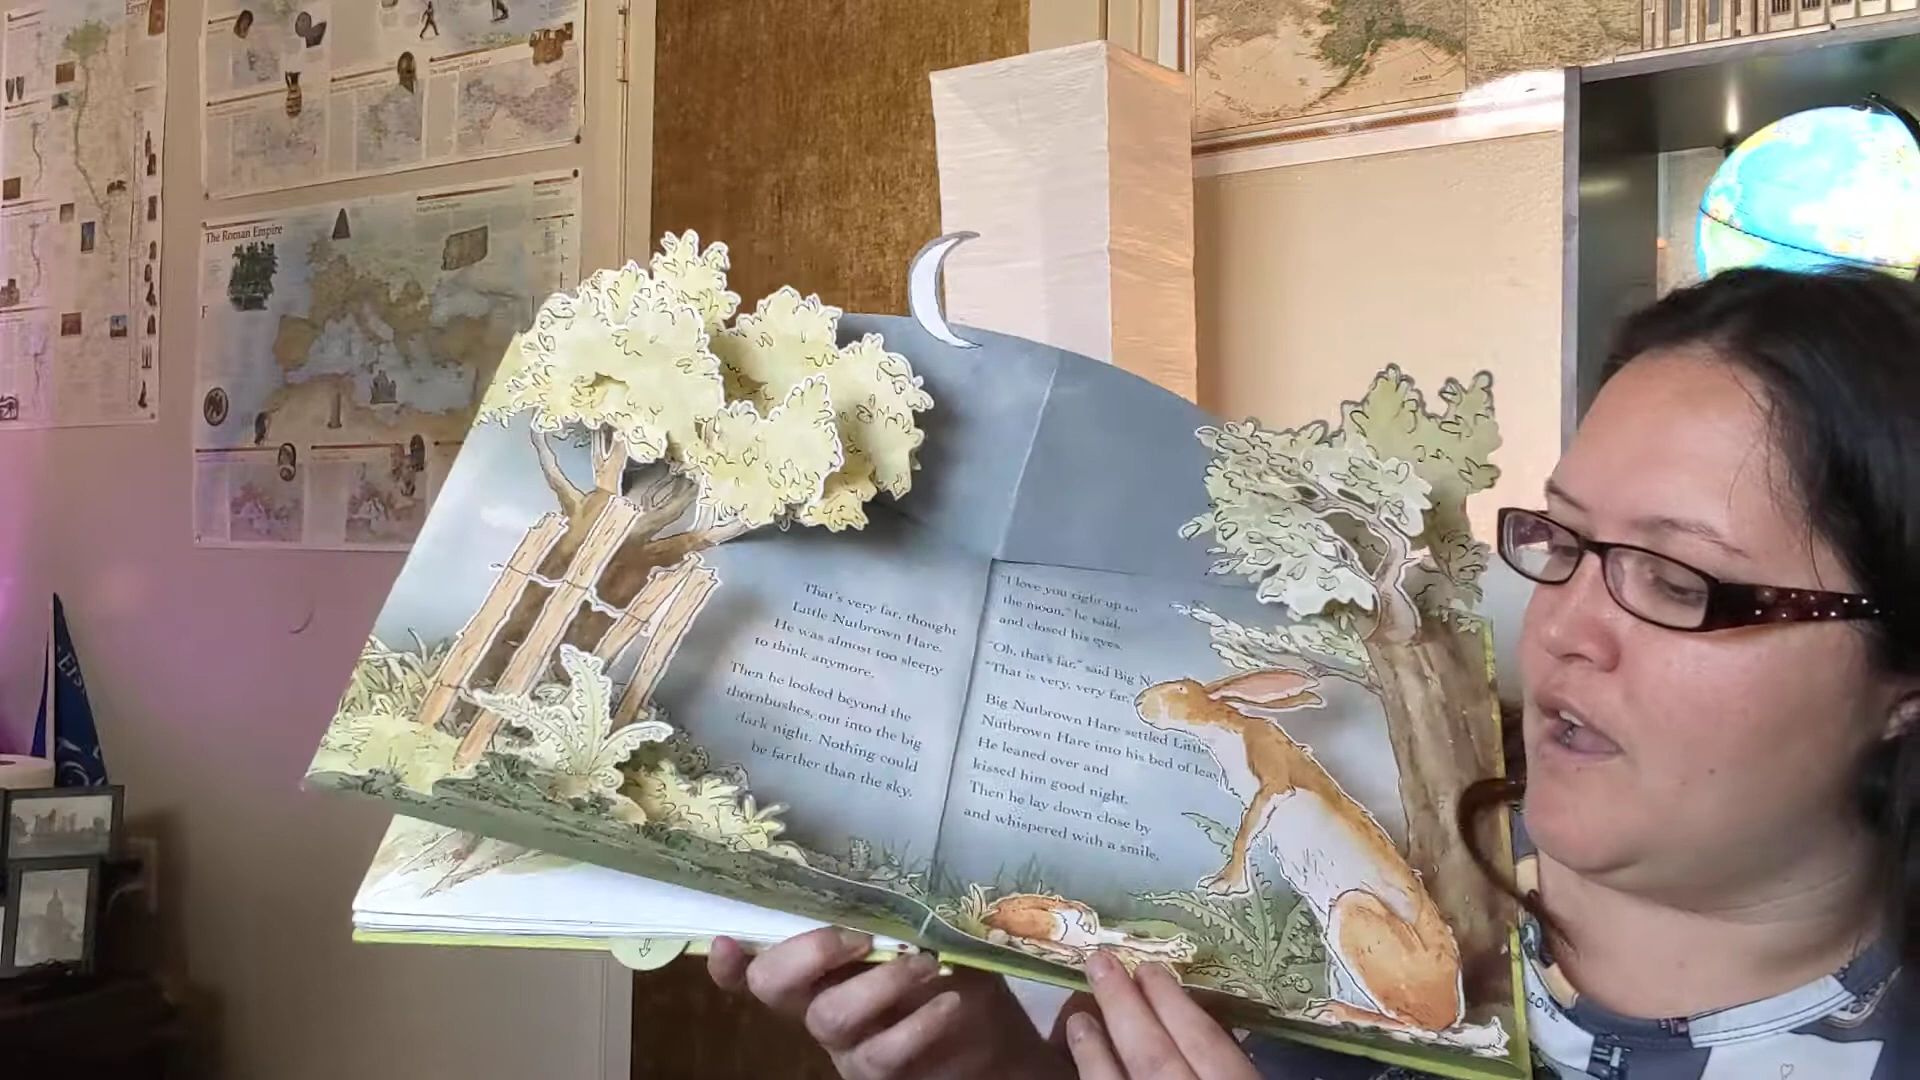 The Roman Empire
That's very far, thought
Little Nutbrown Hare.
He was almost too sleepy
to think anymore.
Then he looked beyond the
thornbushes, out into the big
dark night. Nothing could
be farther than the sky.
"I love you right up to
the moon," he said,
and closed his eyes.
"Oh, that's far," said Big N
"That is very, very far."
Big Nutbrown Hare settled Little
Nutbrown Hare into his bed of leav
He leaned over and
kissed him good night.
Then he lay down close by
and whispered with a smile,
LOVE